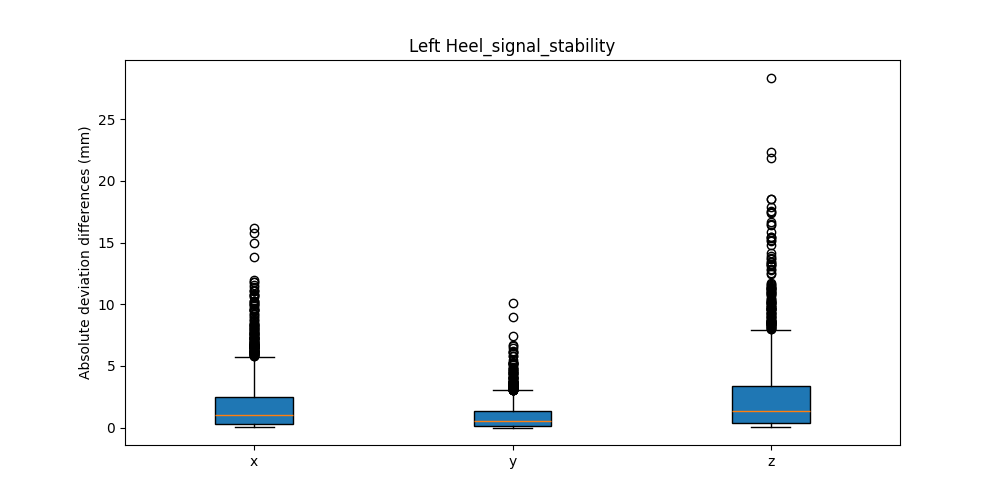 Left Heel_signal_stability
Absolute deviation differences (mm)
25
20
15
10
5
0
x
y
z